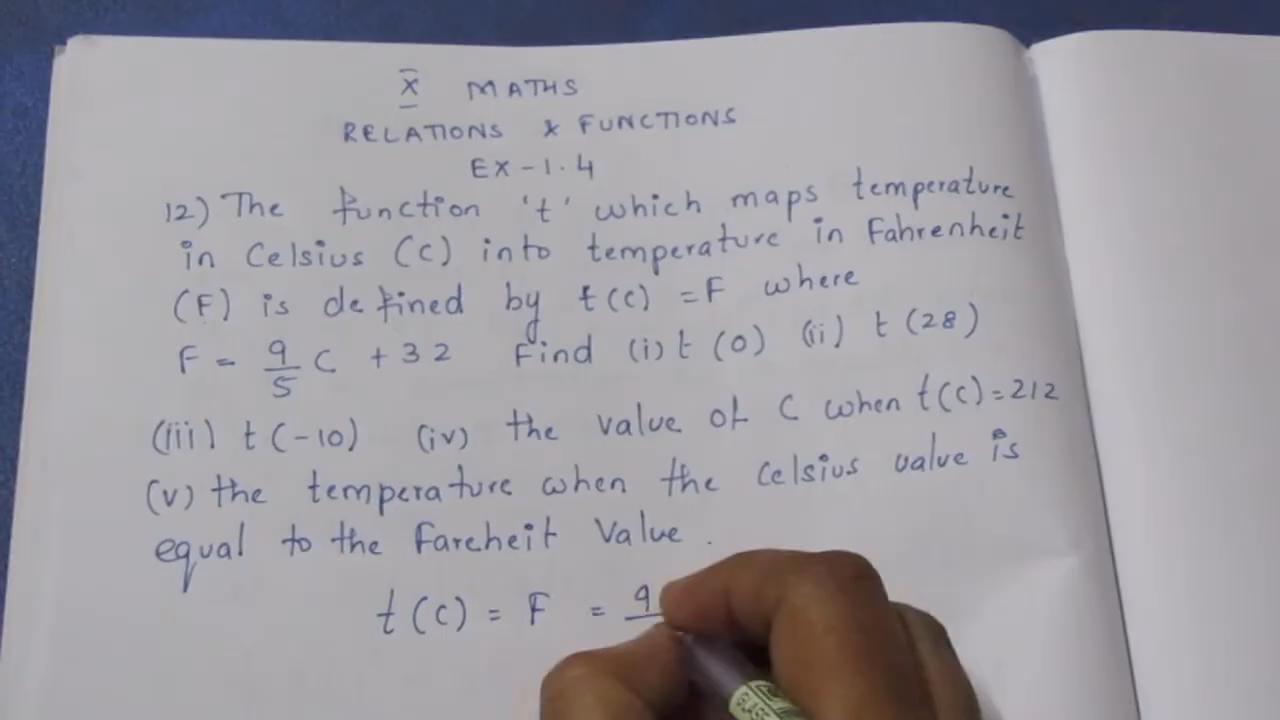 X MATHS
RELATIONS & FUNCTIONS
EX-1.4
12) The function 't' which maps temperature
in Celsius (C) into temperature in Fahrenheit
(F) is defined by t(C) = F where
F = 9/5 C + 32 Find (i) t (0) (ii) t (28)
(iii) t (-10) (iv) the value of C when t(C) = 212
(v) the temperature when the Celsius value is
equal to the Farcheit Value.
t(C) = F = 9